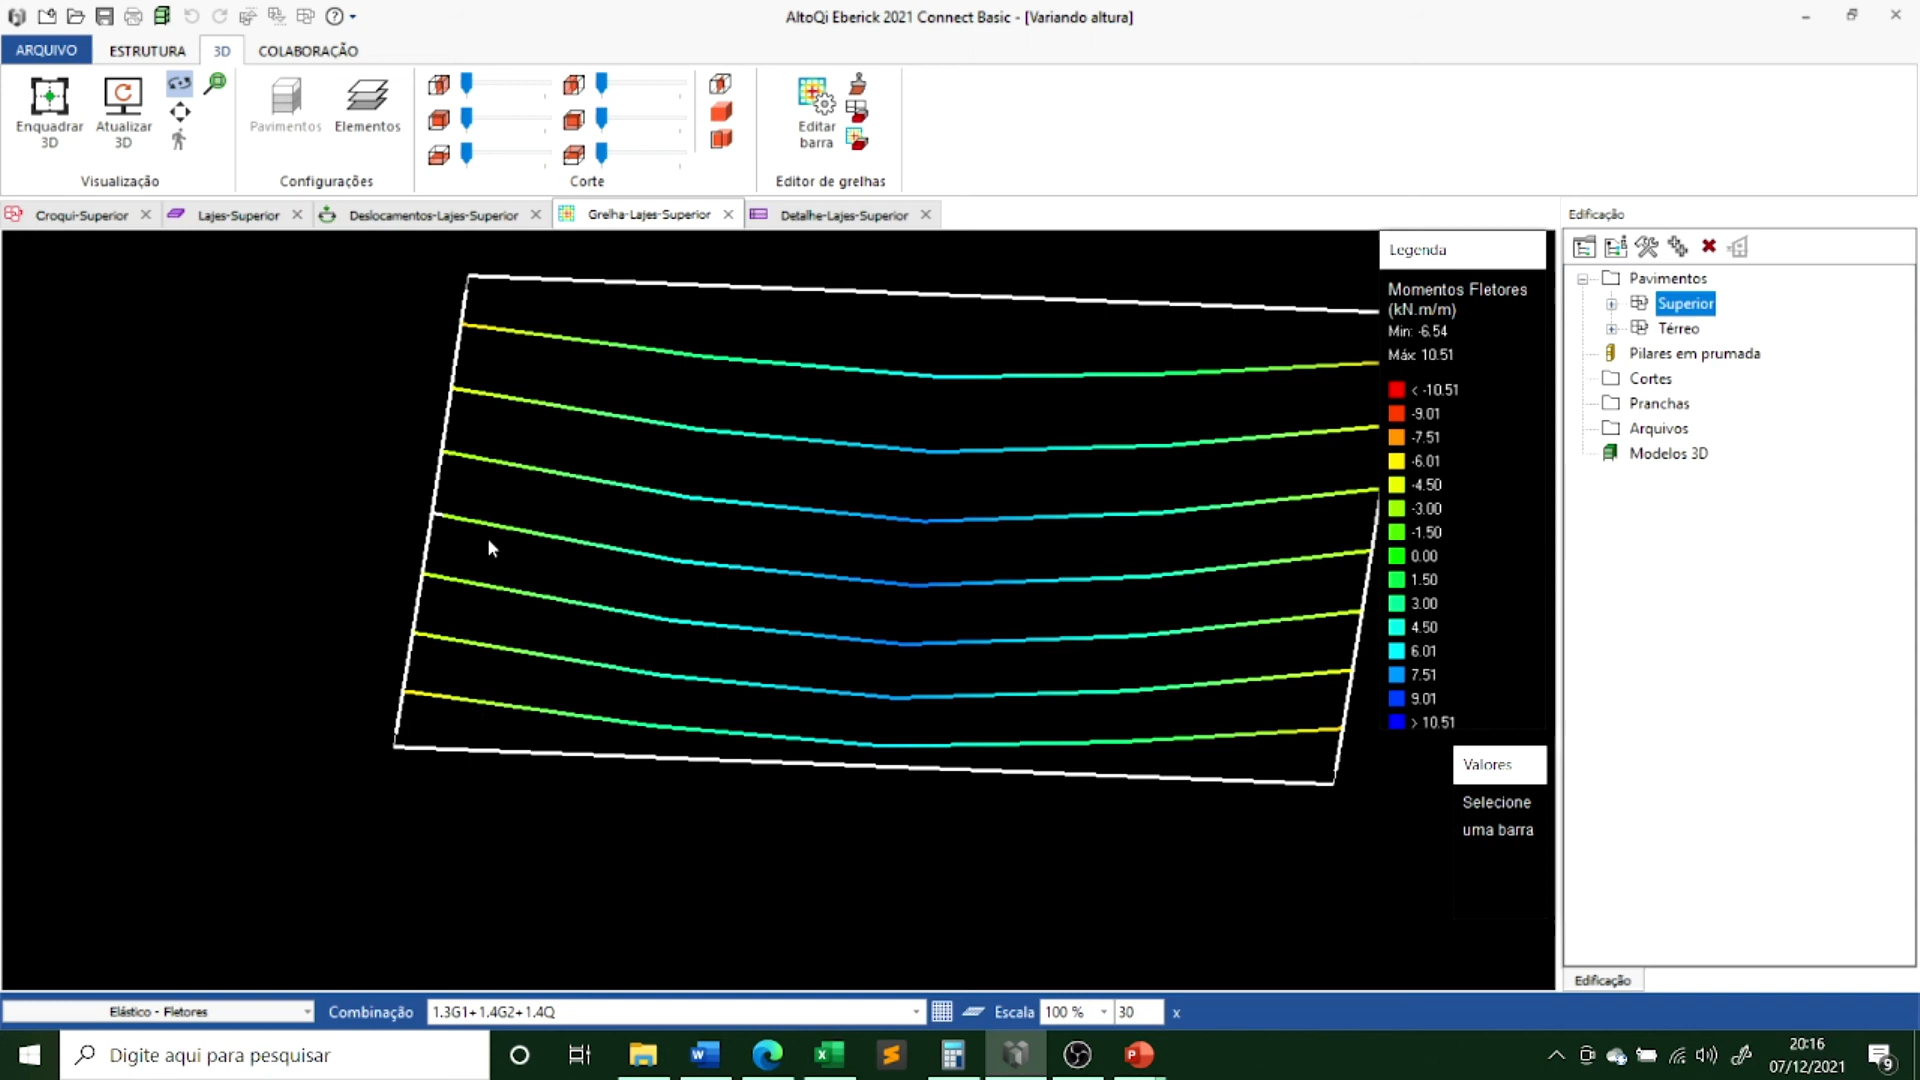 AltoQi Eberick 2021 Connect Basic - [Variando altura]
ARQUIVO
ESTRUTURA
3D
COLABORAÇÃO
Enquadrar
3D
Atualizar
3D
Pavimentos
Elementos
Editar
barra
Visualização
Configurações
Corte
Editor de grelhas
Croqui-Superior
Lajes-Superior
Deslocamentos-Lajes-Superior
Grelha-Lajes-Superior
Detalhe-Lajes-Superior
Legenda
Momentos Fletores
(kN.m/m)
Min: -6.54
Máx: 10.51
< -10.51
-9.01
-7.51
-6.01
-4.50
-3.00
-1.50
0.00
1.50
3.00
4.50
6.01
7.51
9.01
> 10.51
Valores
Selecione
uma barra
Edificação
Pavimentos
Superior
Térreo
Pilares em prumada
Cortes
Pranchas
Arquivos
Modelos 3D
Edificação
Elástico - Fletores
Combinação
1.3G1+1.4G2+1.4Q
Escala
100 %
30
x
Digite aqui para pesquisar
20:16
07/12/2021
9